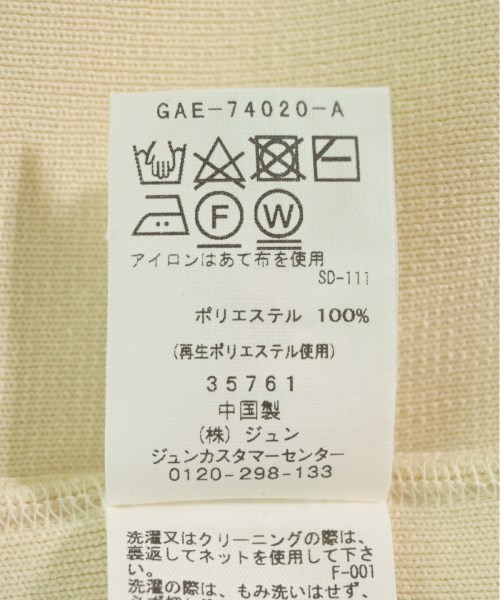 GAE-74020-A
F W
アイロンはあて布を使用
SD-111
ポリエステル 100%
(再生ポリエステル使用)
35761
中国製
(株) ジュン
ジュンカスタマーセンター
0120-298-133
洗濯又はクリーニングの際は、
裏返してネットを使用して下さ
い。 F-001
洗濯の際は、もみ洗いはせず、